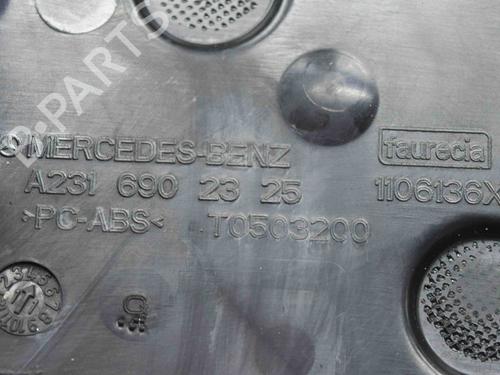 B-PARTS
MERCEDES-BENZ
faurecia
A231 690 23 25
1106136X
>PC-ABS<
T0503200